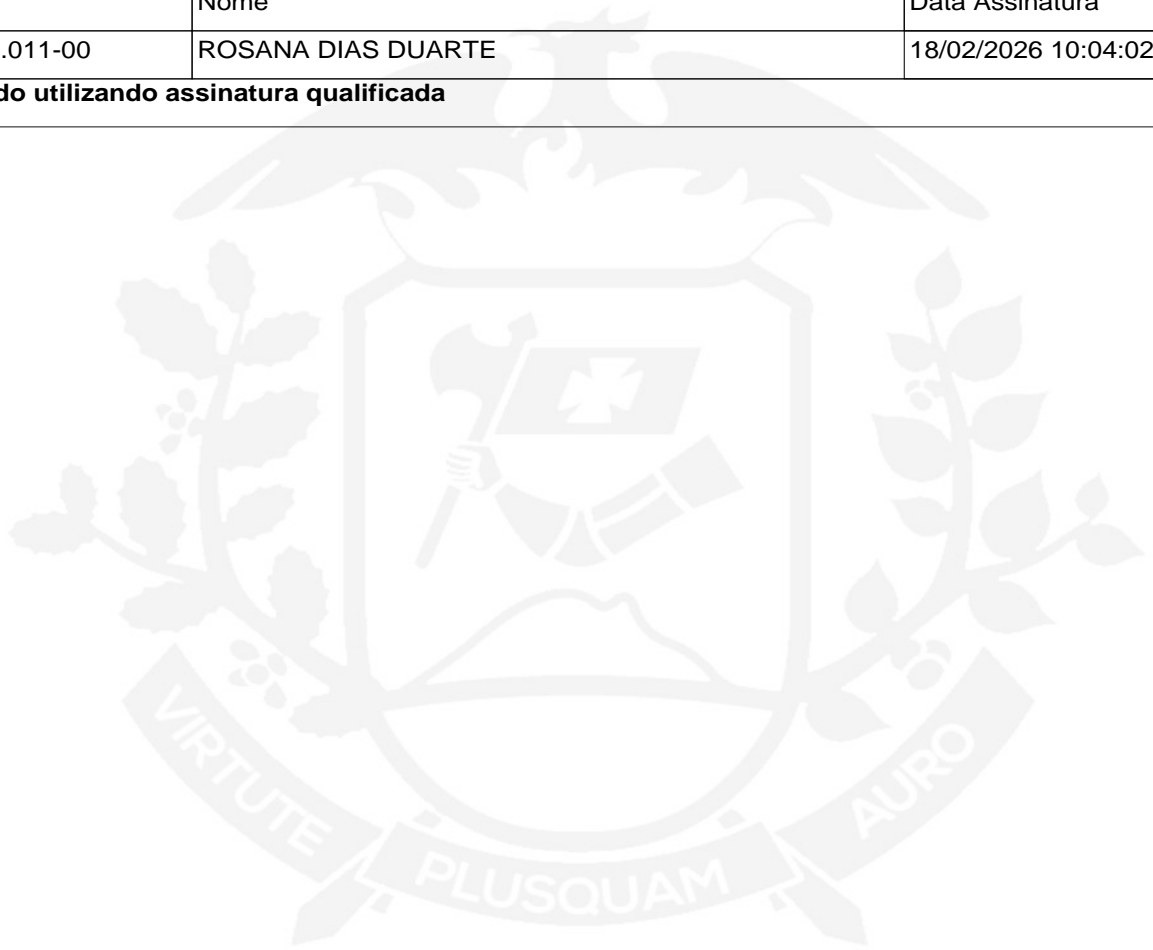 Nome Data Assinatura
.011-00 ROSANA DIAS DUARTE 18/02/2026 10:04:02
do utilizando assinatura qualificada
VIRTUTE PLUSQUAM AURO